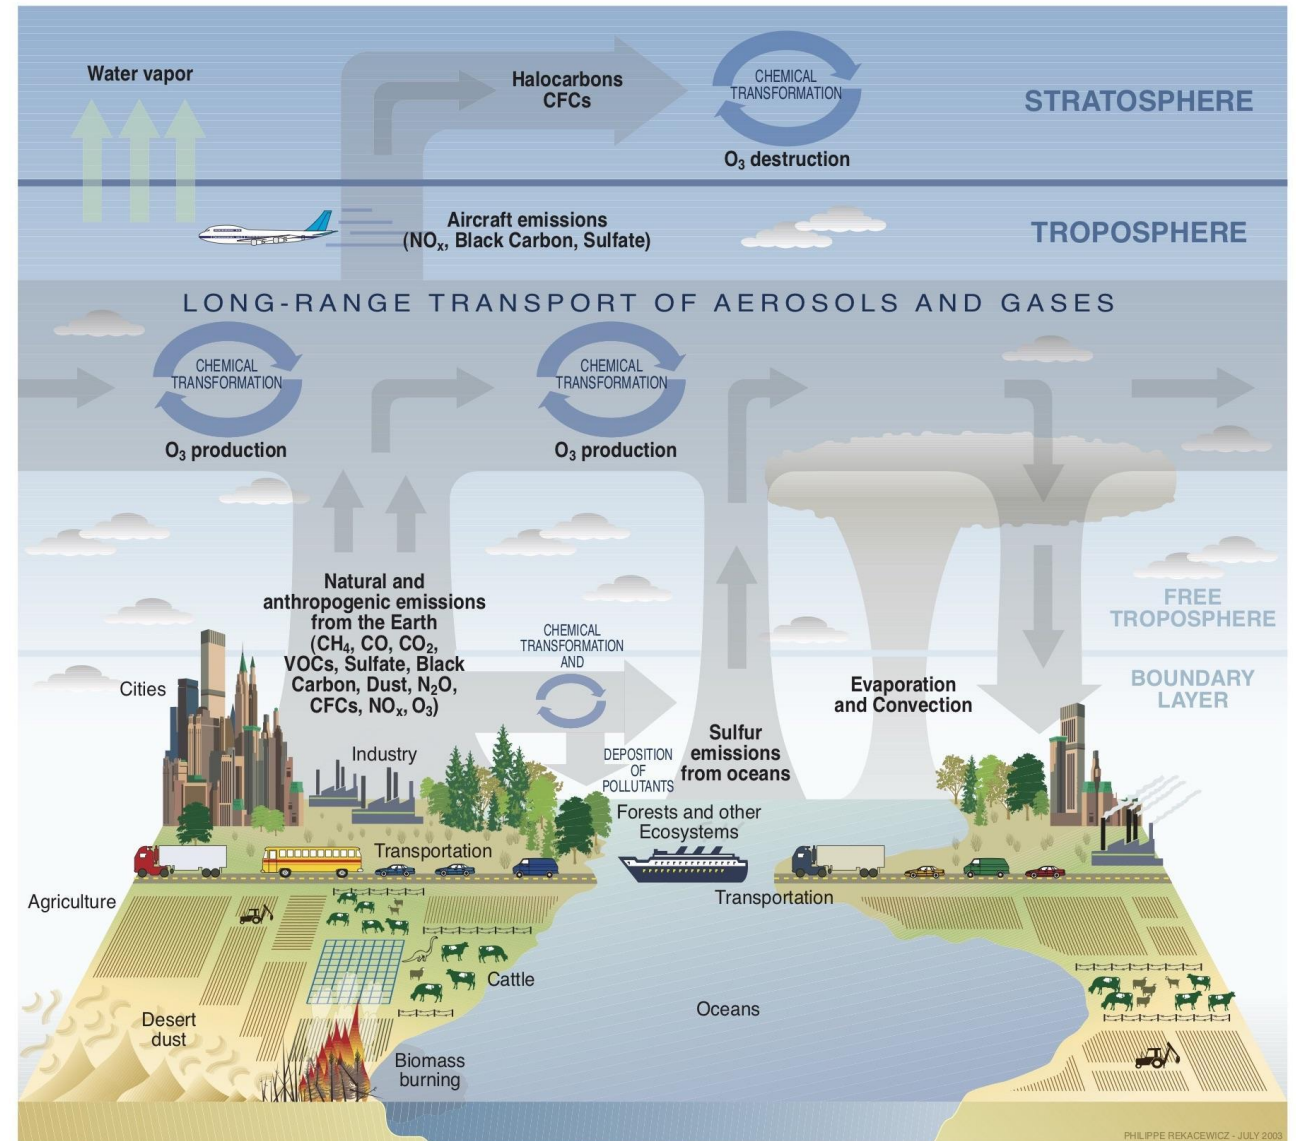 Water vapor
Halocarbons
CFCs
CHEMICAL
TRANSFORMATION
O₃ destruction
STRATOSPHERE
Aircraft emissions
(NOₓ, Black Carbon, Sulfate)
TROPOSPHERE
LONG-RANGE TRANSPORT OF AEROSOLS AND GASES
CHEMICAL
TRANSFORMATION
O₃ production
CHEMICAL
TRANSFORMATION
O₃ production
Natural and
anthropogenic emissions
from the Earth
(CH₄, CO, CO₂,
VOCs, Sulfate, Black
Carbon, Dust, N₂O,
CFCs, NOₓ, O₃)
CHEMICAL
TRANSFORMATION
AND
DEPOSITION
OF
POLLUTANTS
FREE
TROPOSPHERE
BOUNDARY
LAYER
Cities
Industry
Sulfur
emissions
from oceans
Evaporation
and Convection
Forests and other
Ecosystems
Transportation
Transportation
Agriculture
Cattle
Oceans
Desert
dust
Biomass
burning
PHILIPPE REKACEWICZ - JULY 2003